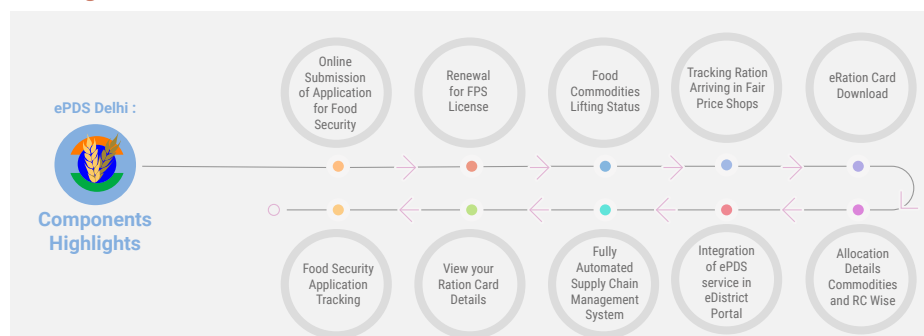 ePDS Delhi :
Components
Highlights
Online
Submission
of Application
for Food
Security
Renewal
for FPS
License
Food
Commodities
Lifting Status
Tracking Ration
Arriving in Fair
Price Shops
eRation Card
Download
Food Security
Application
Tracking
View your
Ration Card
Details
Fully
Automated
Supply Chain
Management
System
Integration
of ePDS
service in
eDistrict
Portal
Allocation
Details
Commodities
and RC Wise